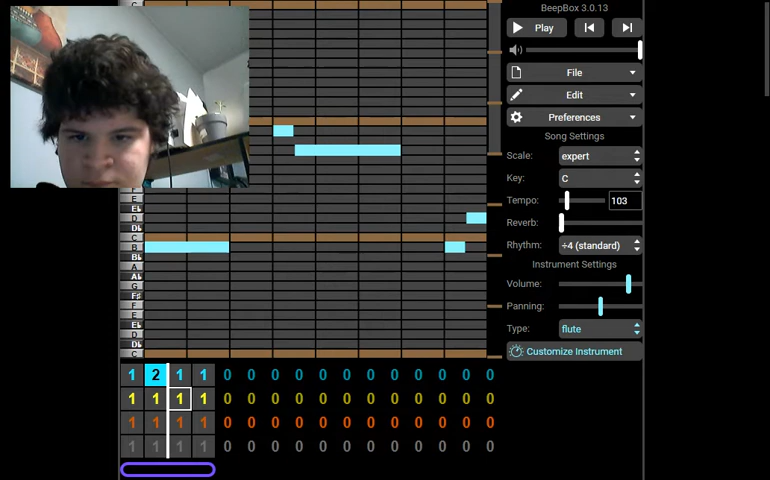 BeepBox 3.0.13
Play
File
Edit
Preferences
Song Settings
Scale: expert
Key: C
Tempo: 103
Reverb:
Rhythm: ÷4 (standard)
Instrument Settings
Volume:
Panning:
Type: flute
Customize Instrument
C
F
E
E♭
D
D♭
C
B
B♭
A
A♭
G
F♯
F
E
E♭
D
D♭
C
1 2 1 1 0 0 0 0 0 0 0 0 0 0 0
1 1 1 1 0 0 0 0 0 0 0 0 0 0 0
1 1 1 1 0 0 0 0 0 0 0 0 0 0 0
1 1 1 1 0 0 0 0 0 0 0 0 0 0 0